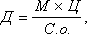 Д = М × Ц / С.о. ,